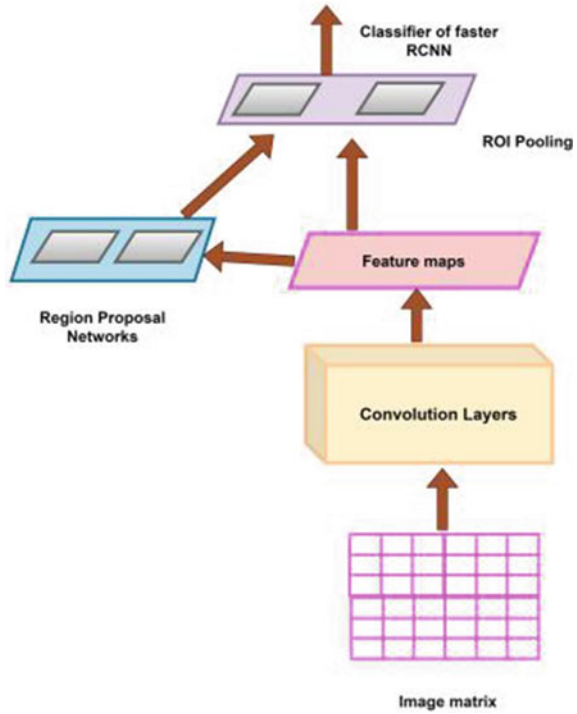 Classifier of faster
RCNN
ROI Pooling
Feature maps
Region Proposal
Networks
Convolution Layers
Image matrix